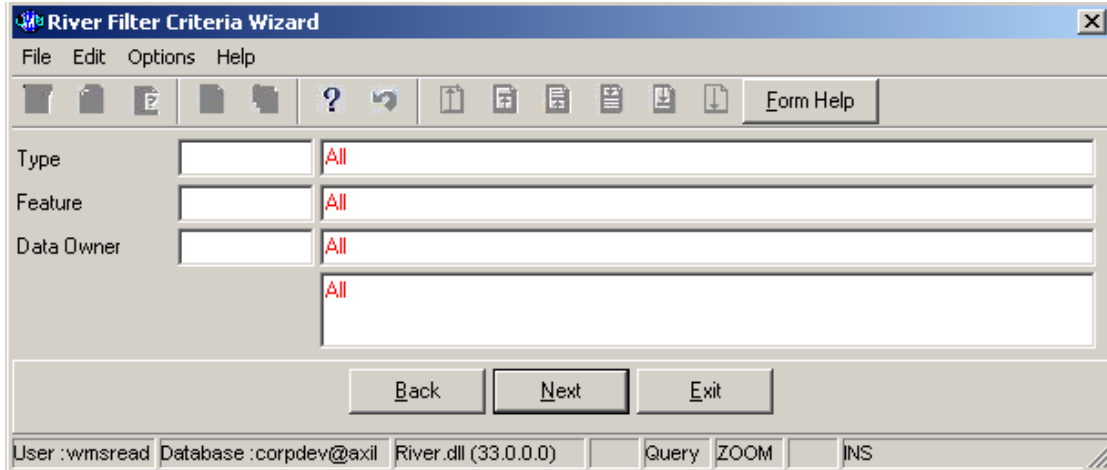 River Filter Criteria Wizard
File Edit Options Help
? Form Help
Type All
Feature All
Data Owner All
All
Back Next Exit
User :wmsread Database :corpdev@axil River.dll (33.0.0.0) Query ZOOM INS